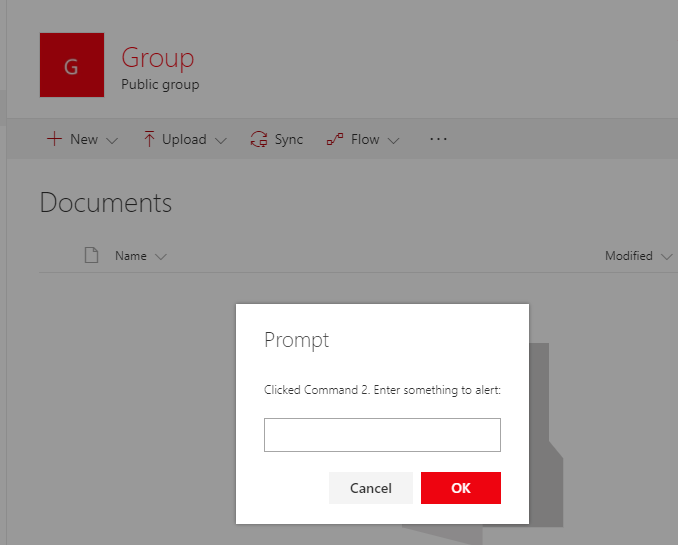 G
Group
Public group
New
Upload
Sync
Flow
...
Documents
Name
Modified
Prompt
Clicked Command 2. Enter something to alert:
Cancel
OK